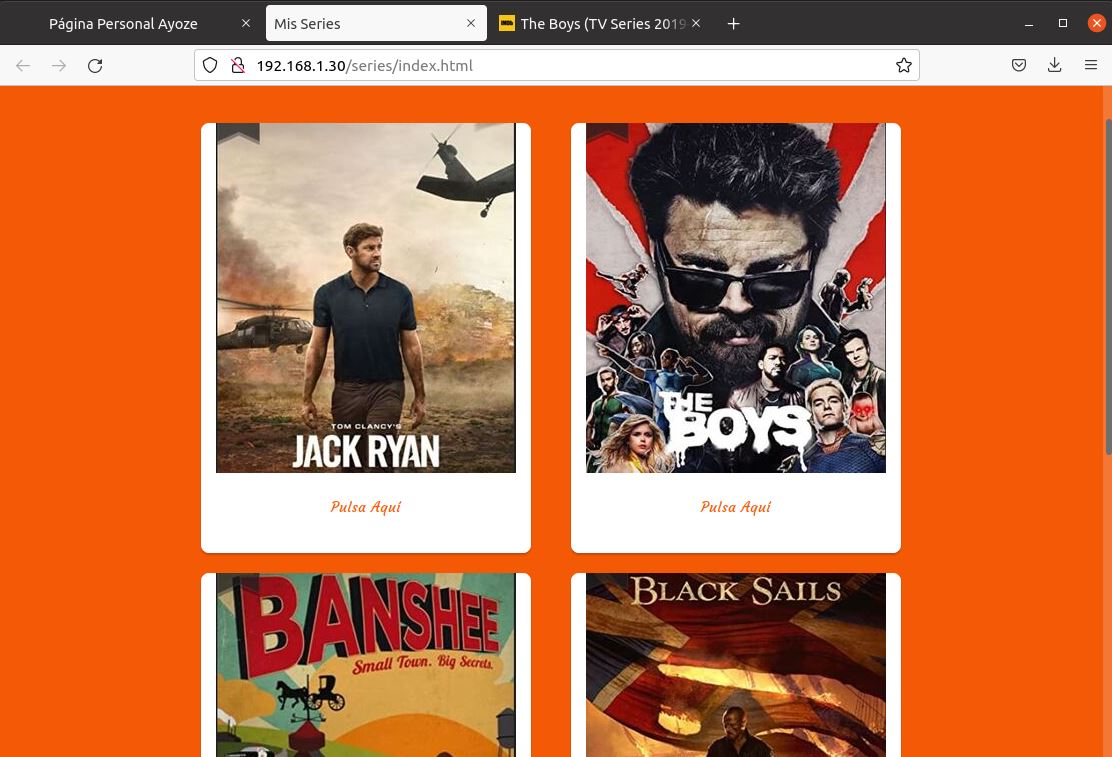 Página Personal Ayoze
Mis Series
IMDb The Boys (TV Series 2019-
192.168.1.30/series/index.html
TOM CLANCY'S
JACK RYAN
Pulsa Aquí
THE
BOYS
Pulsa Aquí
BANSHEE
Small Town. Big Secrets.
BLACK SAILS